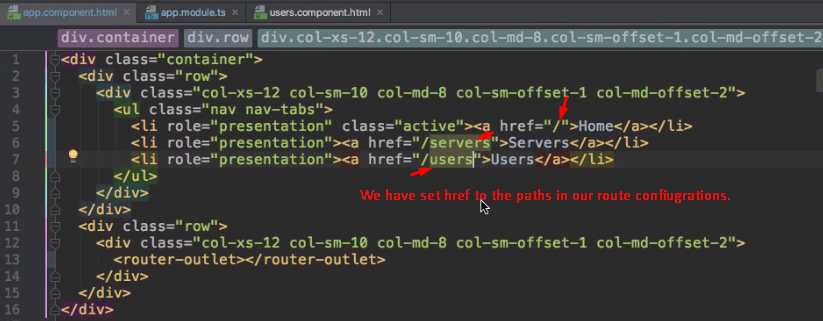 app.component.html × app.module.ts × users.component.html ×
div.container div.row div.col-xs-12.col-sm-10.col-md-8.col-sm-offset-1.col-md-offset-2
1 <div class="container">
2 <div class="row">
3 <div class="col-xs-12 col-sm-10 col-md-8 col-sm-offset-1 col-md-offset-2">
4 <ul class="nav nav-tabs">
5 <li role="presentation" class="active"><a href="/">Home</a></li>
6 <li role="presentation"><a href="/servers">Servers</a></li>
7 <li role="presentation"><a href="/users">Users</a></li>
8 </ul>
We have set href to the paths in our route confiugrations.
9 </div>
10 </div>
11 <div class="row">
12 <div class="col-xs-12 col-sm-10 col-md-8 col-sm-offset-1 col-md-offset-2">
13 <router-outlet></router-outlet>
14 </div>
15 </div>
16 </div>